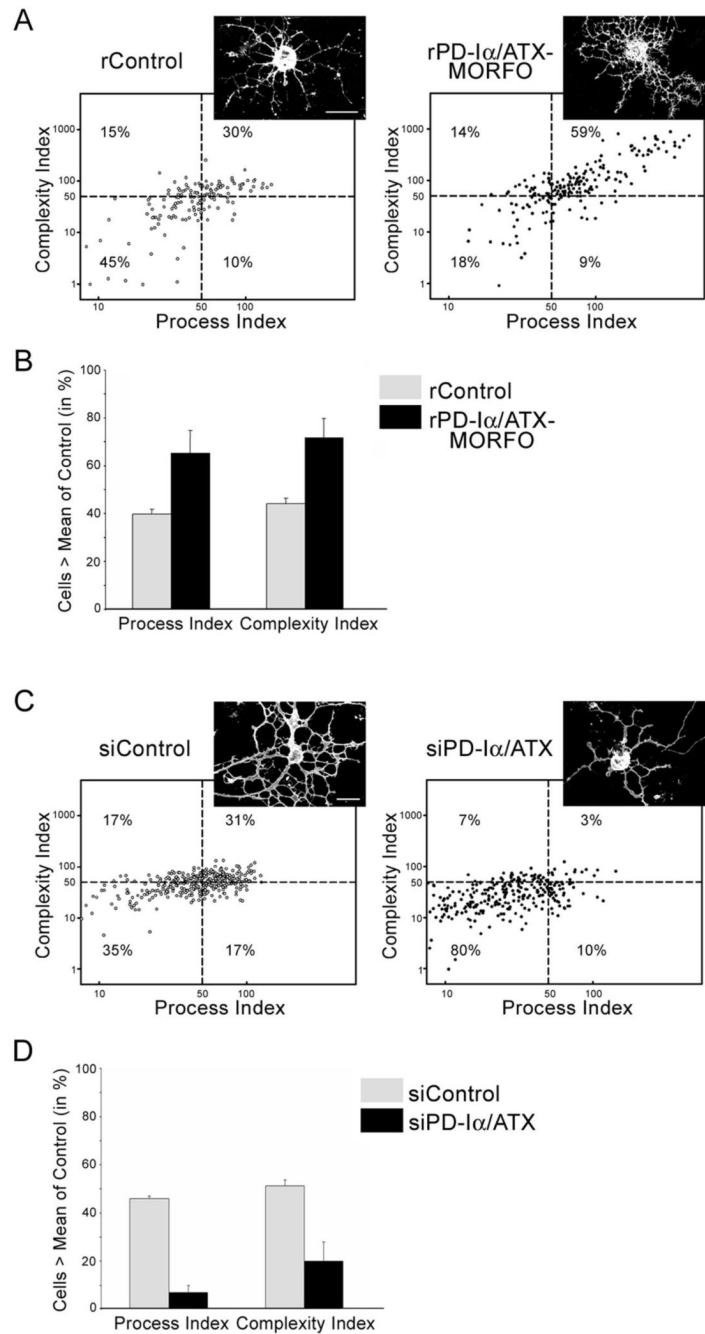 A
rControl
rPD-Iα/ATX-
MORFO
15%
30%
14%
59%
1000
100
50
10
1
Complexity Index
45%
10%
18%
9%
10
50
100
Process Index
1000
100
50
10
1
Complexity Index
10
50
100
Process Index
B
Cells > Mean of Control (in %)
100
80
60
40
20
0
Process Index
Complexity Index
rControl
rPD-Iα/ATX-
MORFO
C
siControl
siPD-Iα/ATX
17%
31%
7%
3%
1000
100
50
10
1
Complexity Index
35%
17%
80%
10%
10
50
100
Process Index
1000
100
50
10
1
Complexity Index
10
50
100
Process Index
D
Cells > Mean of Control (in %)
100
80
60
40
20
0
Process Index
Complexity Index
siControl
siPD-Iα/ATX